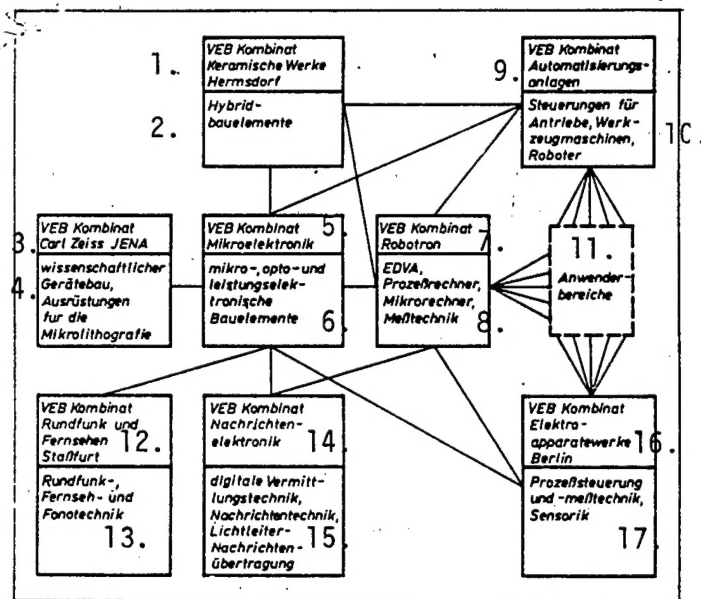 1.
VEB Kombinat
Keramische Werke
Hermsdorf
2.
Hybrid-
bauelemente
9.
VEB Kombinat
Automatisierungs-
anlagen
Steuerungen für
Antriebe, Werk-
zeugmaschinen,
Roboter
10.
3.
VEB Kombinat
Carl Zeiss JENA
4.
wissenschaftlicher
Gerätebau,
Ausrüstungen
fur die
Mikrolithografie
VEB Kombinat
Mikroelektronik
5.
mikro-, opto- und
leistungselek-
tronische
Bauelemente
6.
VEB Kombinat
Robotron
7.
EDVA,
Prozeßrechner,
Mikrorechner,
Meßtechnik
8.
11.
Anwender-
bereiche
VEB Kombinat
Rundfunk und
Fernsehen
Staßfurt
12.
Rundfunk-,
Fernseh- und
Fonotechnik
13.
VEB Kombinat
Nachrichten-
elektronik
14.
digitale Vermitt-
lungstechnik,
Nachrichtentechnik,
Lichtleiter-
Nachrichten-
übertragung
15.
VEB Kombinat
Elektro-
apparatewerke
Berlin
16.
Prozeßsteuerung
und -meßtechnik,
Sensorik
17.